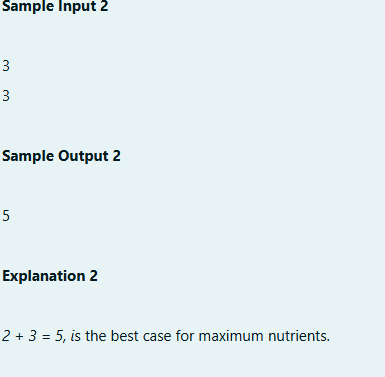 Sample Input 2
3
3
Sample Output 2
5
Explanation 2
2 + 3 = 5, is the best case for maximum nutrients.